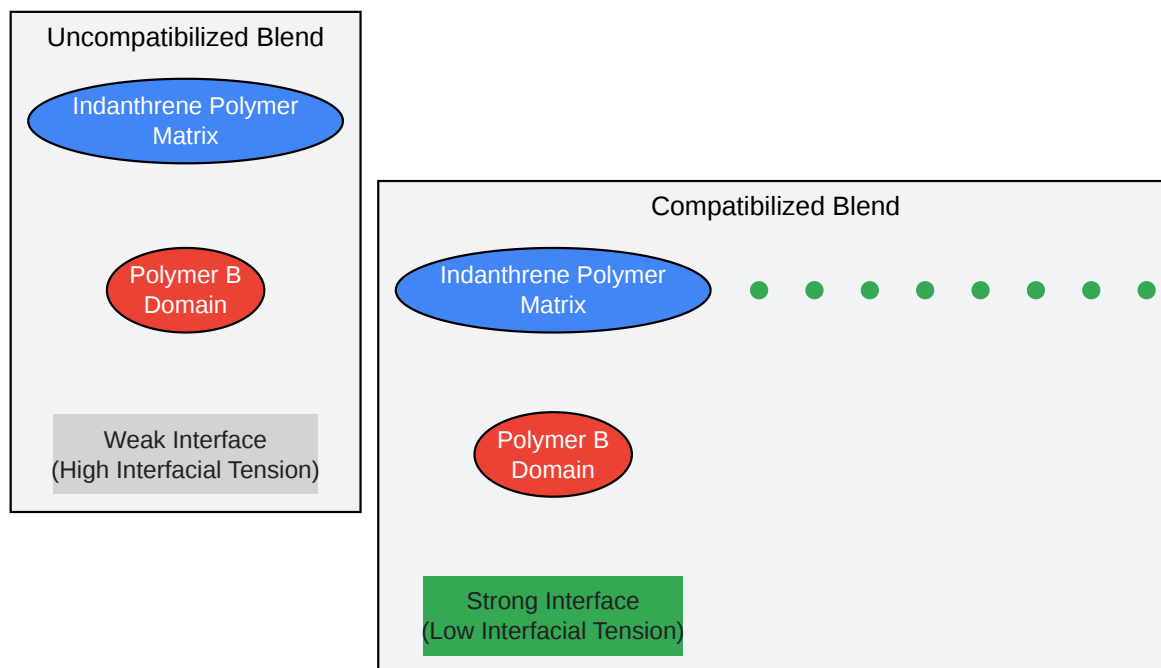 Uncompatibilized Blend
Indanthrene Polymer
Matrix
Polymer B
Domain
Weak Interface
(High Interfacial Tension)
Compatibilized Blend
Indanthrene Polymer
Matrix
Polymer B
Domain
Strong Interface
(Low Interfacial Tension)